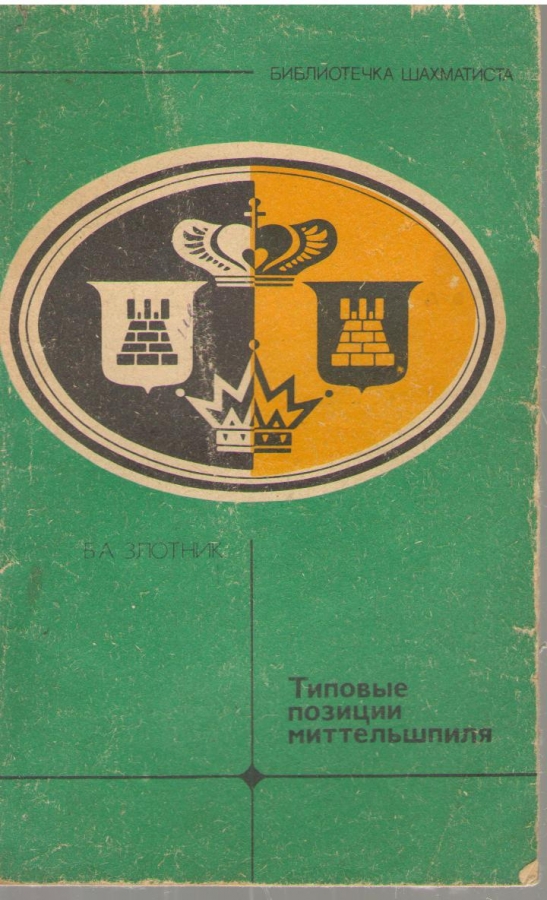 БИБЛИОТЕЧКА ШАХМАТИСТА
Б.А. ЗЛОТНИК
Типовые
позиции
миттельшпиля